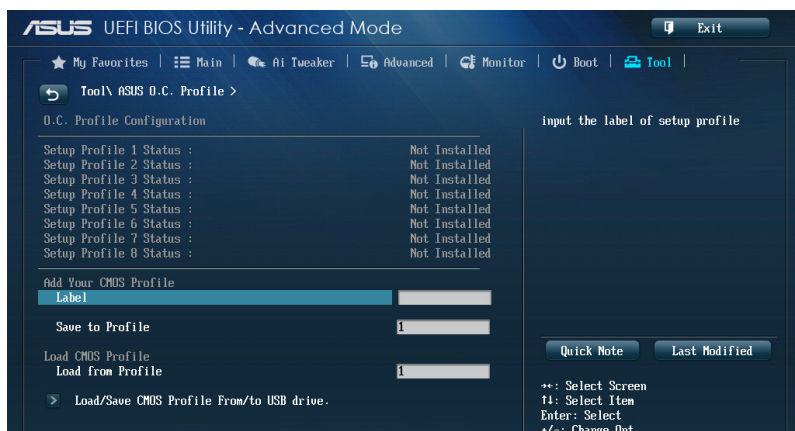 ASUS UEFI BIOS Utility - Advanced Mode
Exit
My Favorites | Main | Ai Tweaker | Advanced | Monitor | Boot | Tool |
Tool\ ASUS O.C. Profile >
O.C. Profile Configuration
input the label of setup profile
Setup Profile 1 Status : Not Installed
Setup Profile 2 Status : Not Installed
Setup Profile 3 Status : Not Installed
Setup Profile 4 Status : Not Installed
Setup Profile 5 Status : Not Installed
Setup Profile 6 Status : Not Installed
Setup Profile 7 Status : Not Installed
Setup Profile 8 Status : Not Installed
Add Your CMOS Profile
Label
Save to Profile 1
Load CMOS Profile
Load from Profile 1
> Load/Save CMOS Profile From/to USB drive.
Quick Note
Last Modified
→←: Select Screen
↑↓: Select Item
Enter: Select
+/-: Change Opt